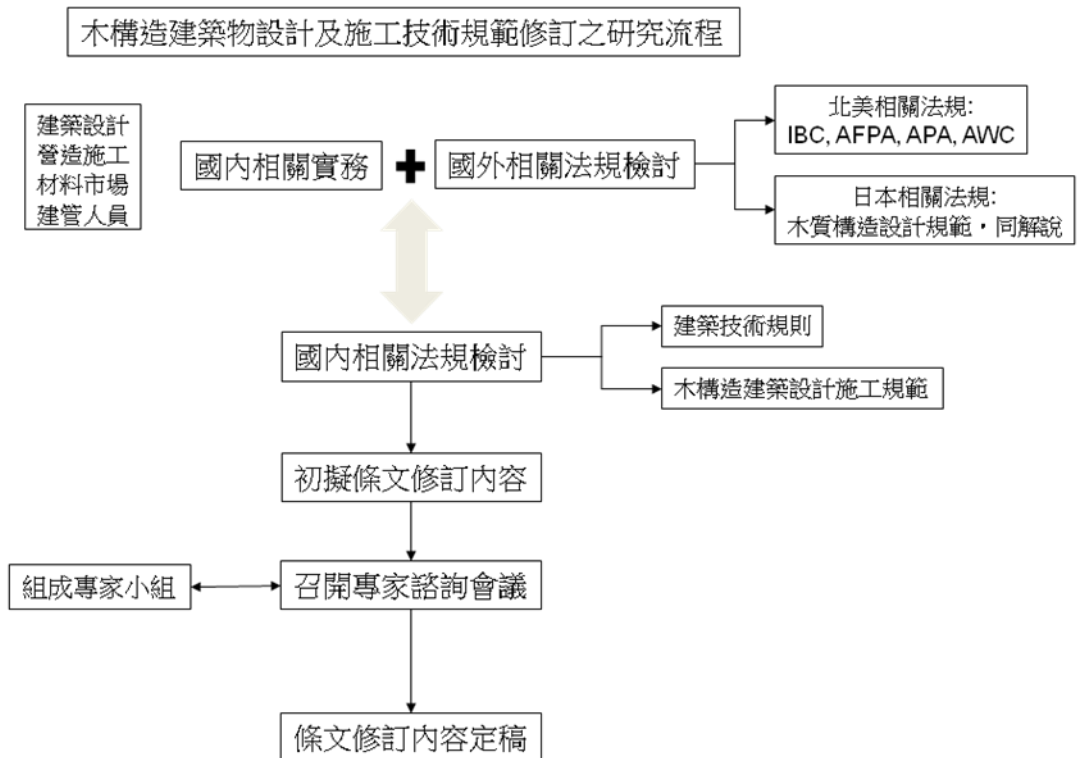 木構造建築物設計及施工技術規範修訂之研究流程
建築設計
營造施工
材料市場
建管人員
國內相關實務
國外相關法規檢討
北美相關法規:
IBC, AFPA, APA, AWC
日本相關法規:
木質構造設計規範，同解說
國內相關法規檢討
建築技術規則
木構造建築設計施工規範
初擬條文修訂內容
組成專家小組
召開專家諮詢會議
條文修訂內容定稿